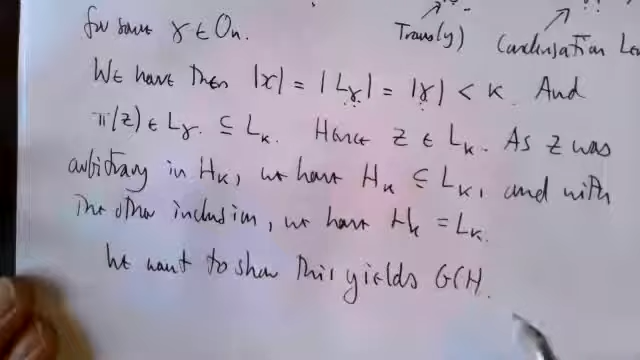 for some γ ∈ On. Trans(y) Condensation Le
We have then |x| = |Lγ| = |γ| < κ. And
π(z) ∈ Lγ. ⊆ Lκ. Hence z ∈ Lκ. As z was
arbitrary in Hκ, we have Hκ ⊆ Lκ, and with
the other inclusion, we have Hκ = Lκ.
We want to show this yields GCH.